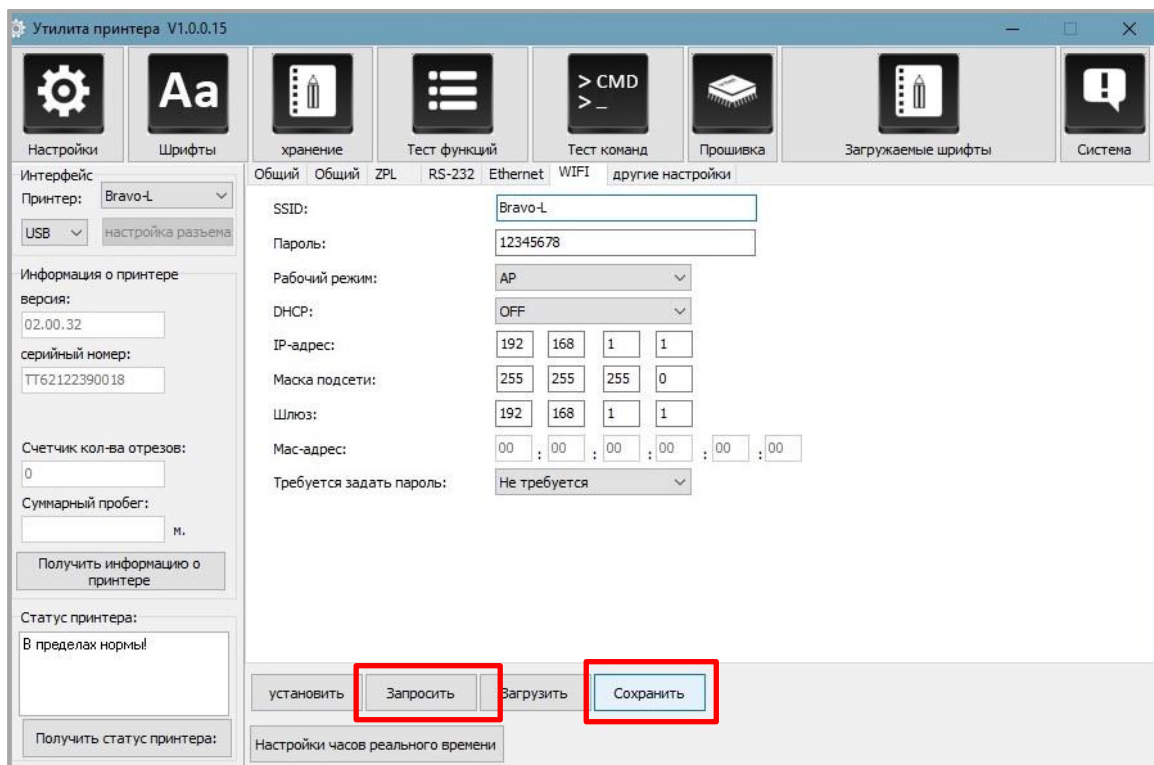 Утилита принтера V1.0.0.15
> CMD
Aa
> _
Настройки
Шрифты
хранение
Тест функций
Тест команд
Прошивка
Загружаемые шрифты
Система
Интерфейс
Принтер: Bravo-L
USB
настройка разъема
Информация о принтере
версия:
02.00.32
серийный номер:
TT62122390018
Счетчик кол-ва отрезов:
0
Суммарный пробег:
м.
Получить информацию о
принтере
Статус принтера:
В пределах нормы!
Получить статус принтера:
Общий Общий ZPL RS-232 Ethernet WIFI другие настройки
SSID: Bravo-L
Пароль: 12345678
Рабочий режим: AP
DHCP: OFF
IP-адрес: 192 168 1 1
Маска подсети: 255 255 255 0
Шлюз: 192 168 1 1
Mac-адрес: 00 : 00 : 00 : 00 : 00 : 00
Требуется задать пароль: Не требуется
установить Запросить Загрузить Сохранить
Настройки часов реального времени